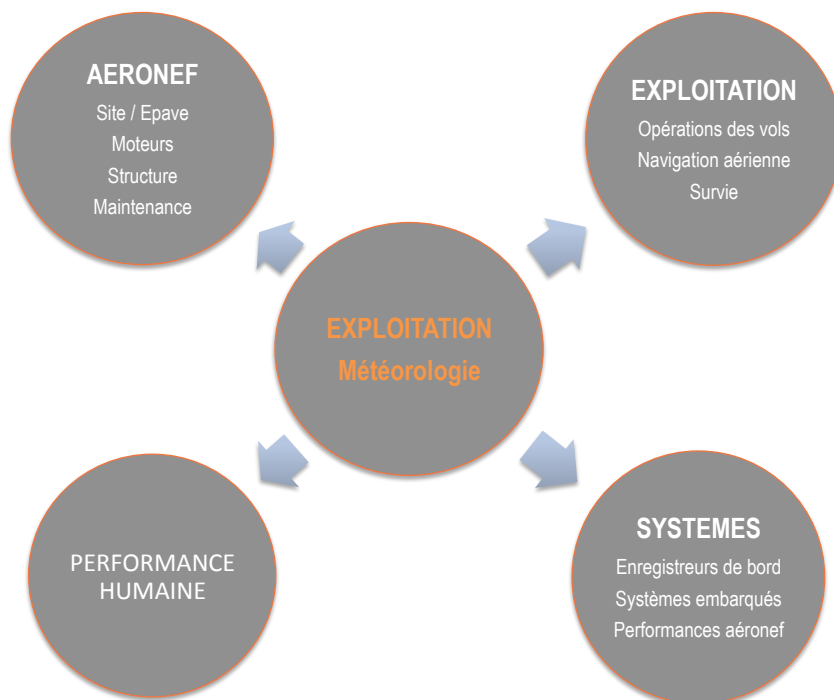 AERONEF
Site / Epave
Moteurs
Structure
Maintenance
EXPLOITATION
Opérations des vols
Navigation aérienne
Survie
EXPLOITATION
Météorologie
PERFORMANCE
HUMAINE
SYSTEMES
Enregistreurs de bord
Systèmes embarqués
Performances aéronef